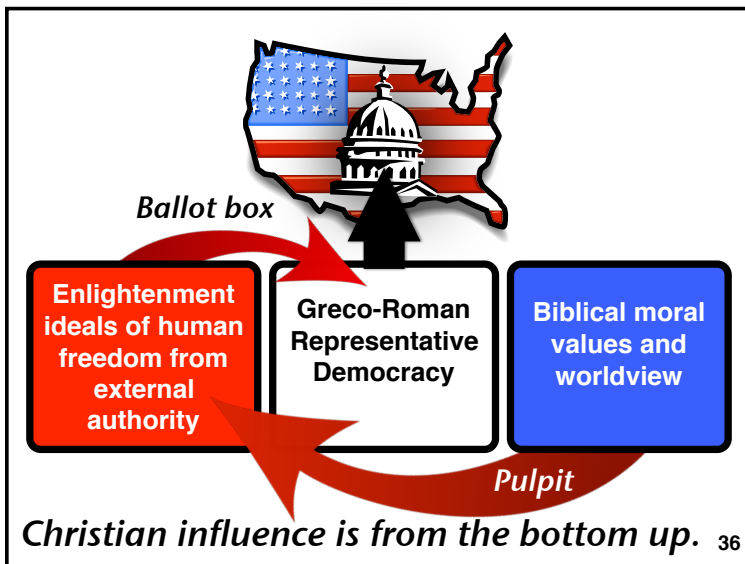 Ballot box
Enlightenment
ideals of human
freedom from
external
authority
Greco-Roman
Representative
Democracy
Biblical moral
values and
worldview
Pulpit
Christian influence is from the bottom up.
36